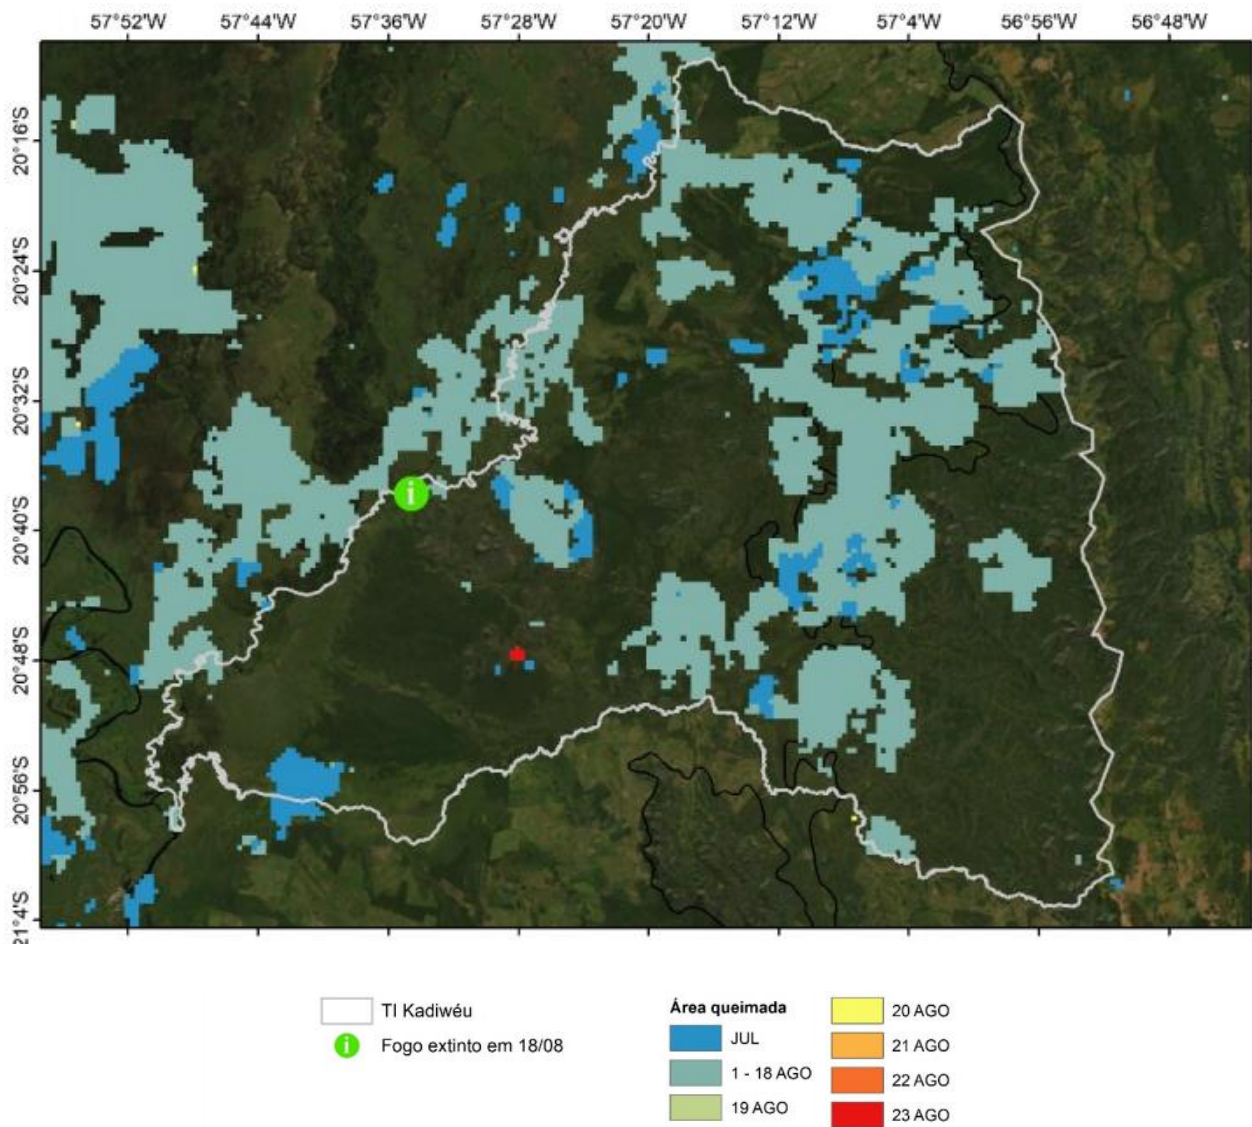 57°52'W 57°44'W 57°36'W 57°28'W 57°20'W 57°12'W 57°4'W 56°56'W 56°48'W
20°16'S
20°24'S
20°32'S
20°40'S
20°48'S
20°56'S
21°4'S
i
TI Kadiwéu
i Fogo extinto em 18/08
Área queimada
JUL
1 - 18 AGO
19 AGO
20 AGO
21 AGO
22 AGO
23 AGO